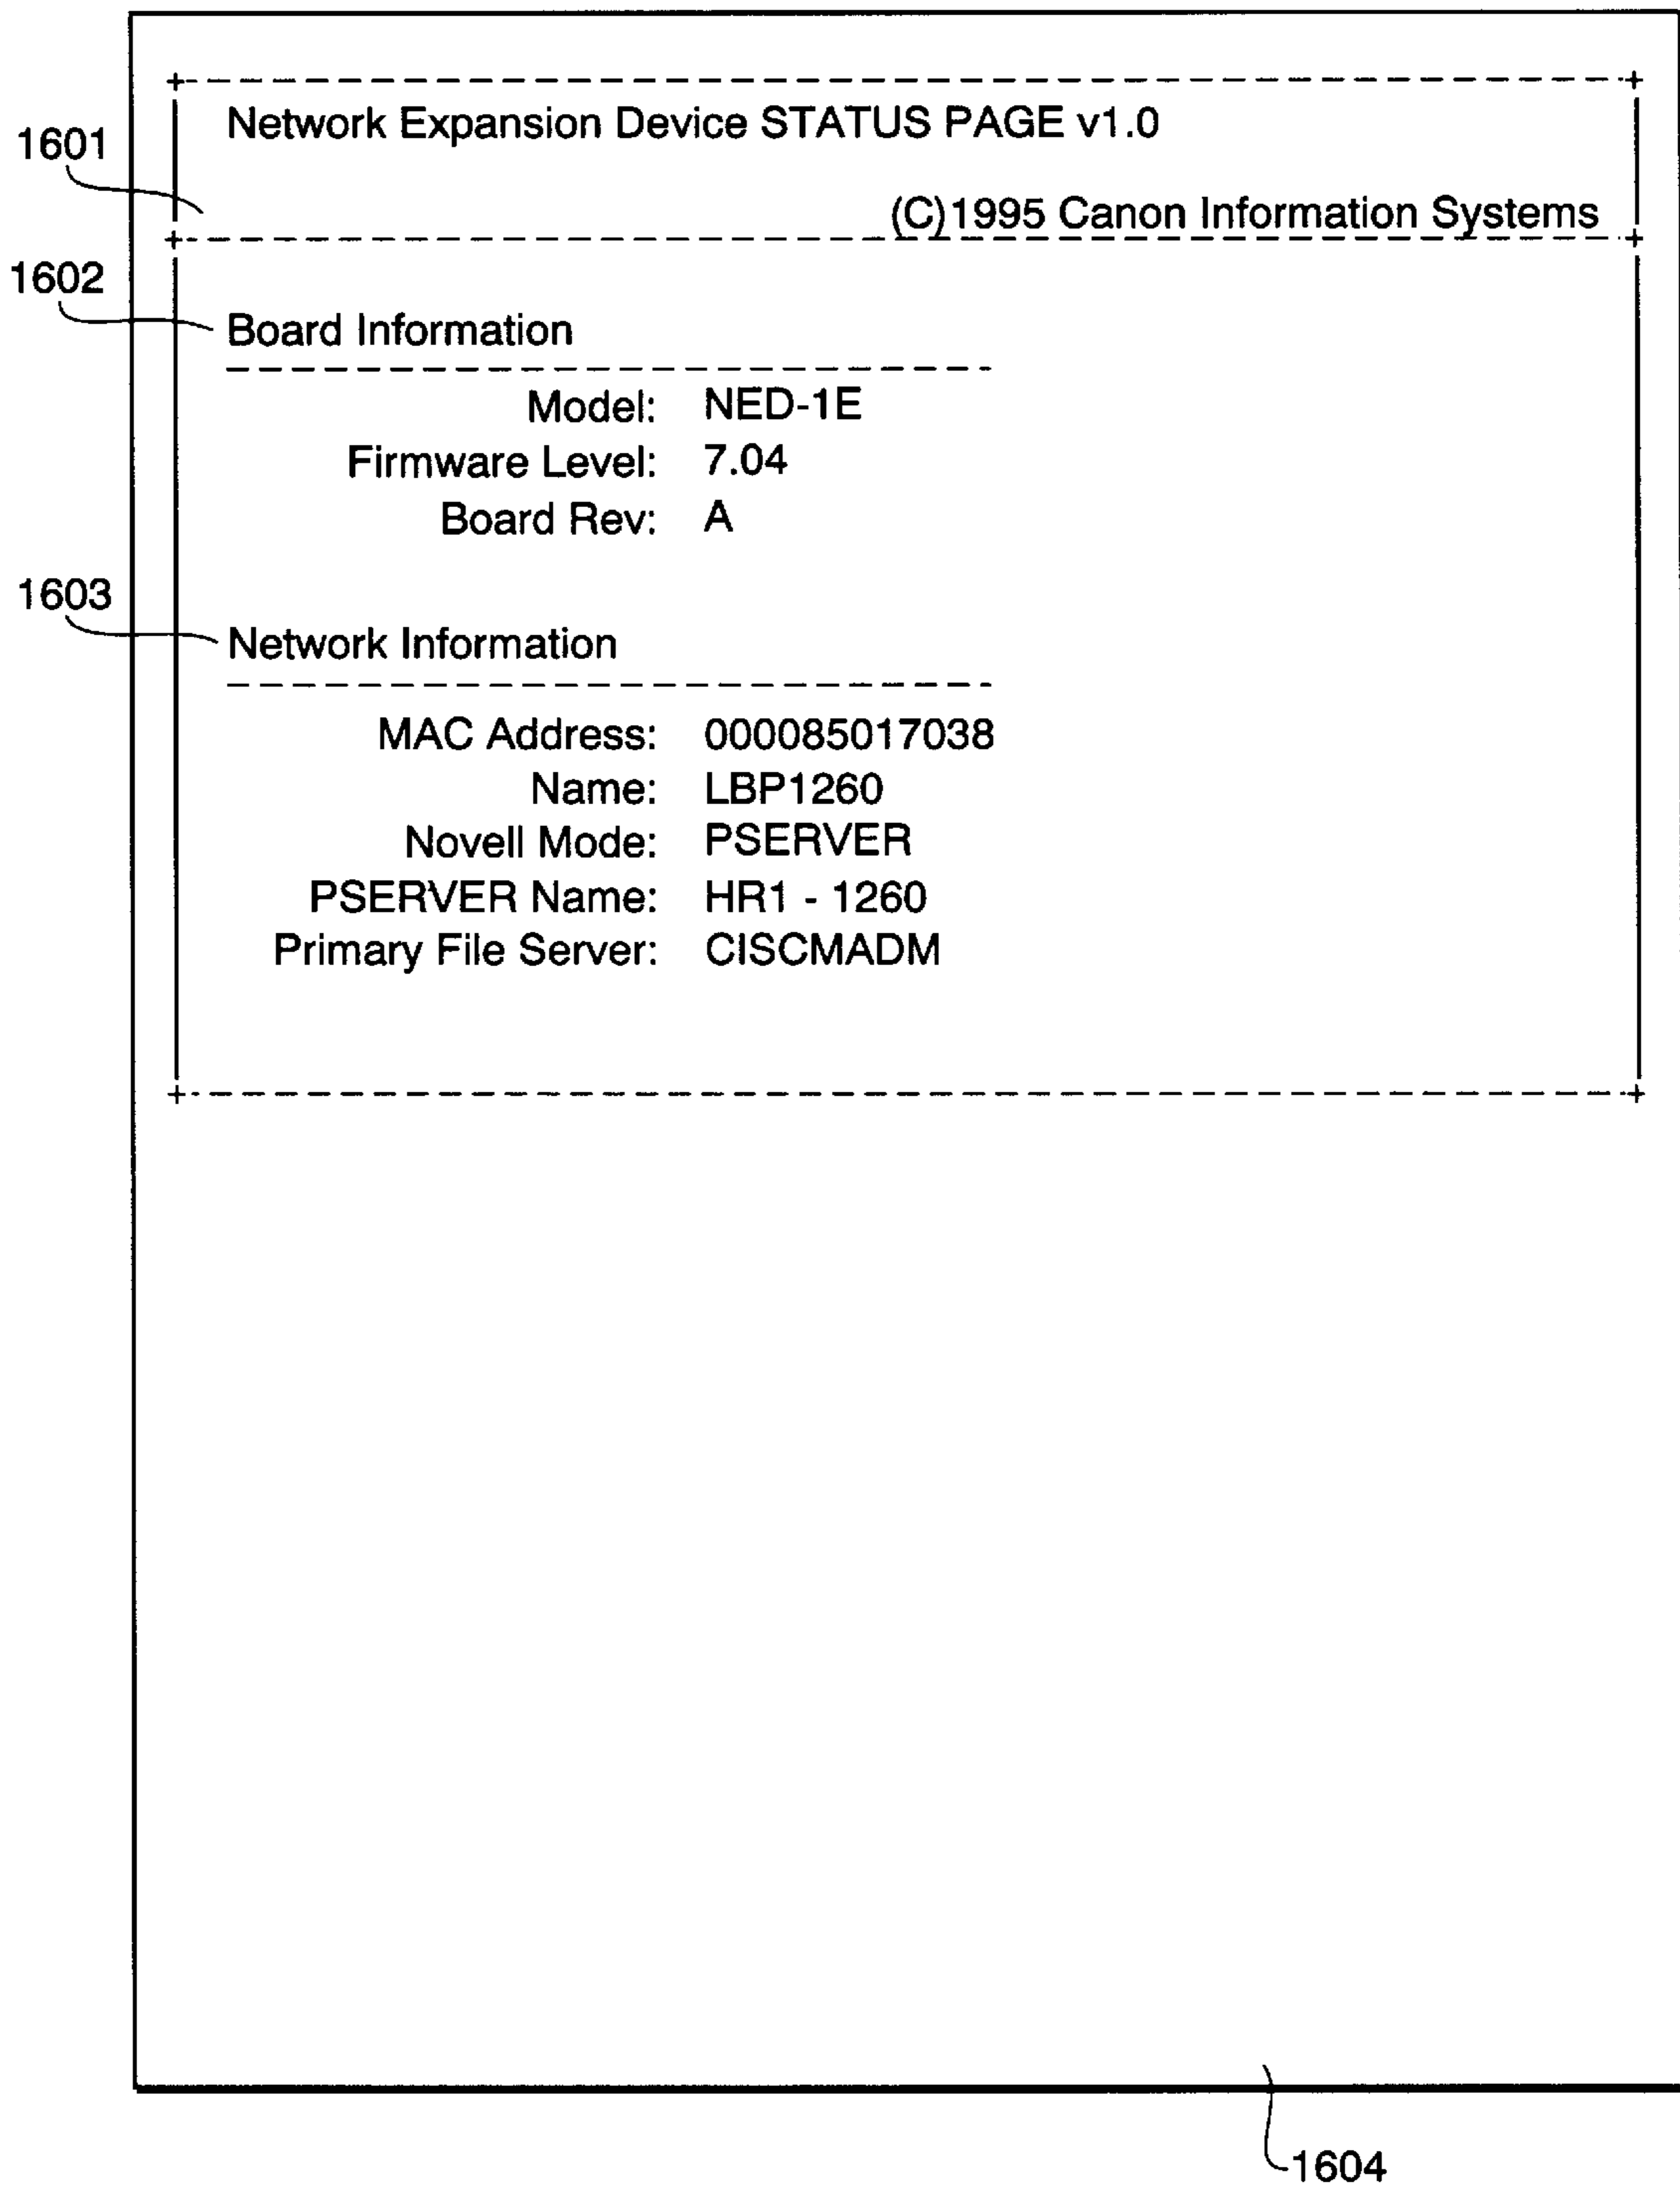 Network Expansion Device STATUS PAGE v1.0
1601
(C)1995 Canon Information Systems
1602
Board Information
Model: NED-1E
Firmware Level: 7.04
Board Rev: A
1603
Network Information
MAC Address: 000085017038
Name: LBP1260
Novell Mode: PSERVER
PSERVER Name: HR1 - 1260
Primary File Server: CISCMADM
1604